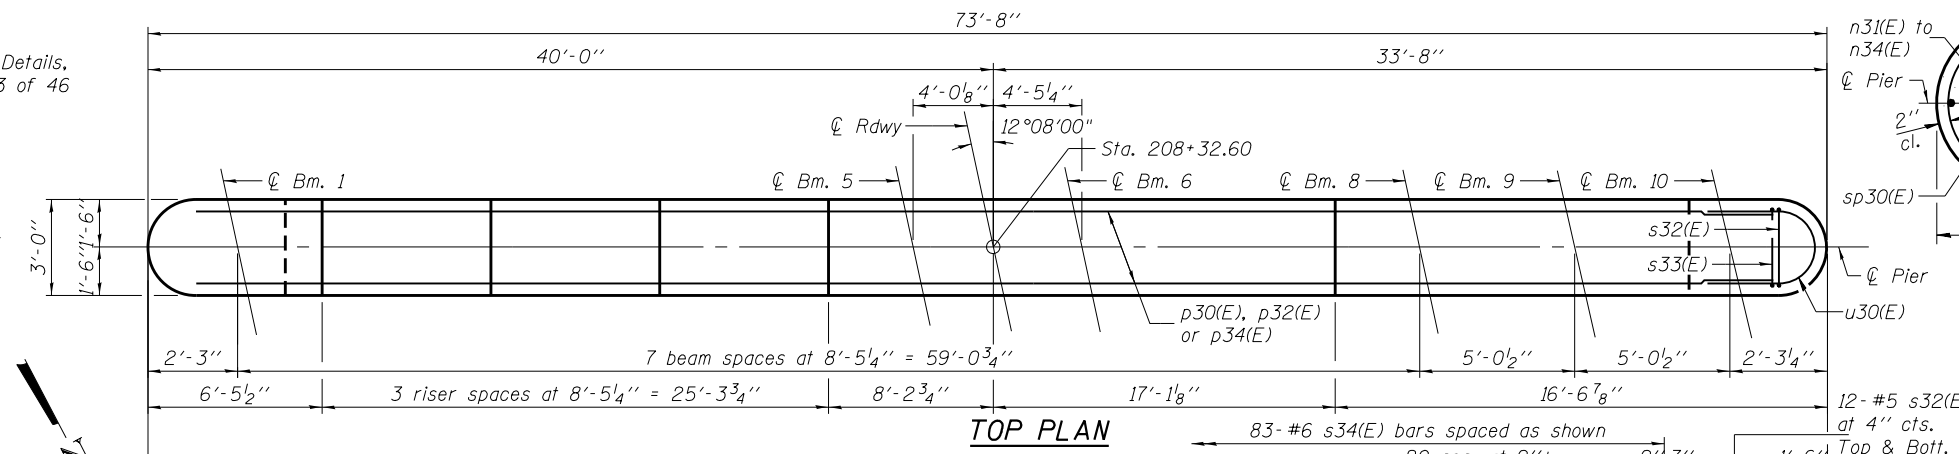 73'-8"
Details,
3 of 46
40'-0"
33'-8"
n31(E) to
n34(E)
℄ Pier
2"
cl.
sp30(E)
4'-0⅛"
4'-5¼"
℄ Rdwy
12°08'00"
Sta. 208+32.60
℄ Bm. 1
℄ Bm. 5
℄ Bm. 6
℄ Bm. 8
℄ Bm. 9
℄ Bm. 10
3'-0"
1'-6"
1'-6"
s32(E)
s33(E)
℄ Pier
u30(E)
p30(E), p32(E)
or p34(E)
2'-3"
7 beam spaces at 8'-5¼" = 59'-0¾"
5'-0½"
5'-0½"
2'-3¼"
6'-5½"
3 riser spaces at 8'-5¼" = 25'-3¾"
8'-2¾"
17'-1⅛"
16'-6⅞"
TOP PLAN
83-#6 s34(E) bars spaced as shown
12-#5 s32(E
at 4" cts.
Top & Bott.